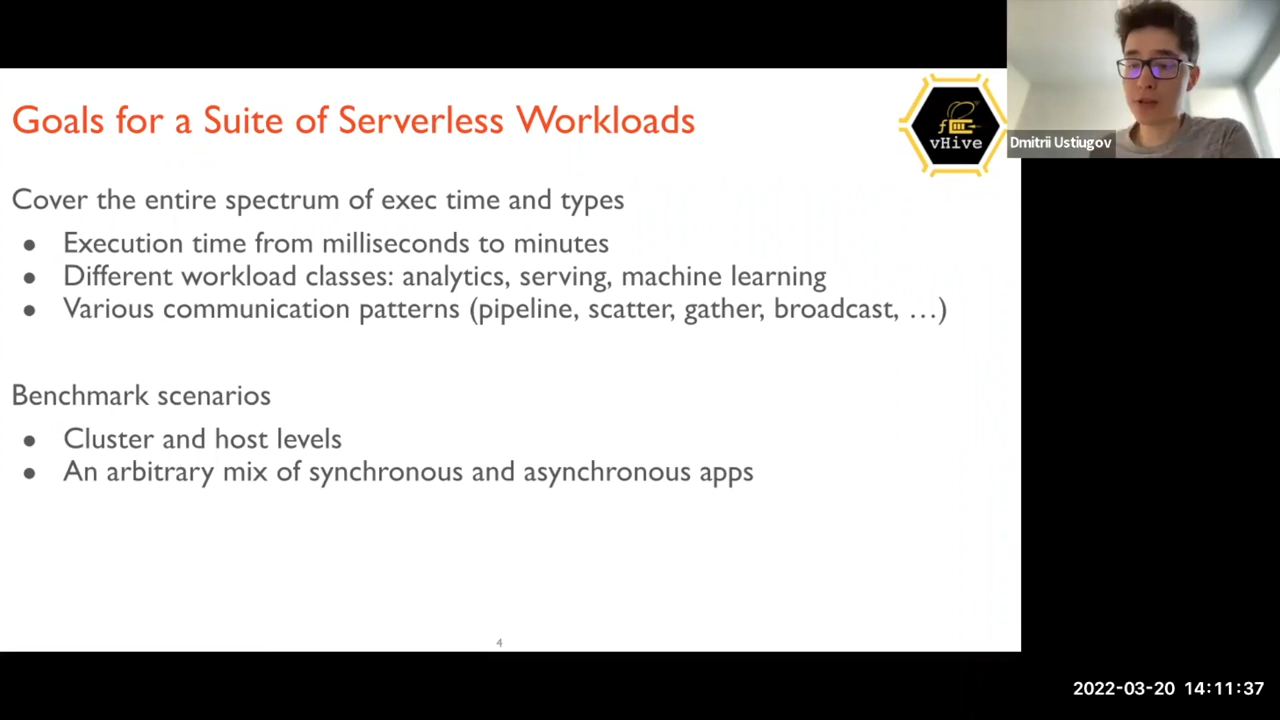 Goals for a Suite of Serverless Workloads
vHive
Dmitrii Ustiugov
Cover the entire spectrum of exec time and types
● Execution time from milliseconds to minutes
● Different workload classes: analytics, serving, machine learning
● Various communication patterns (pipeline, scatter, gather, broadcast, …)
Benchmark scenarios
● Cluster and host levels
● An arbitrary mix of synchronous and asynchronous apps
4
2022-03-20 14:11:37